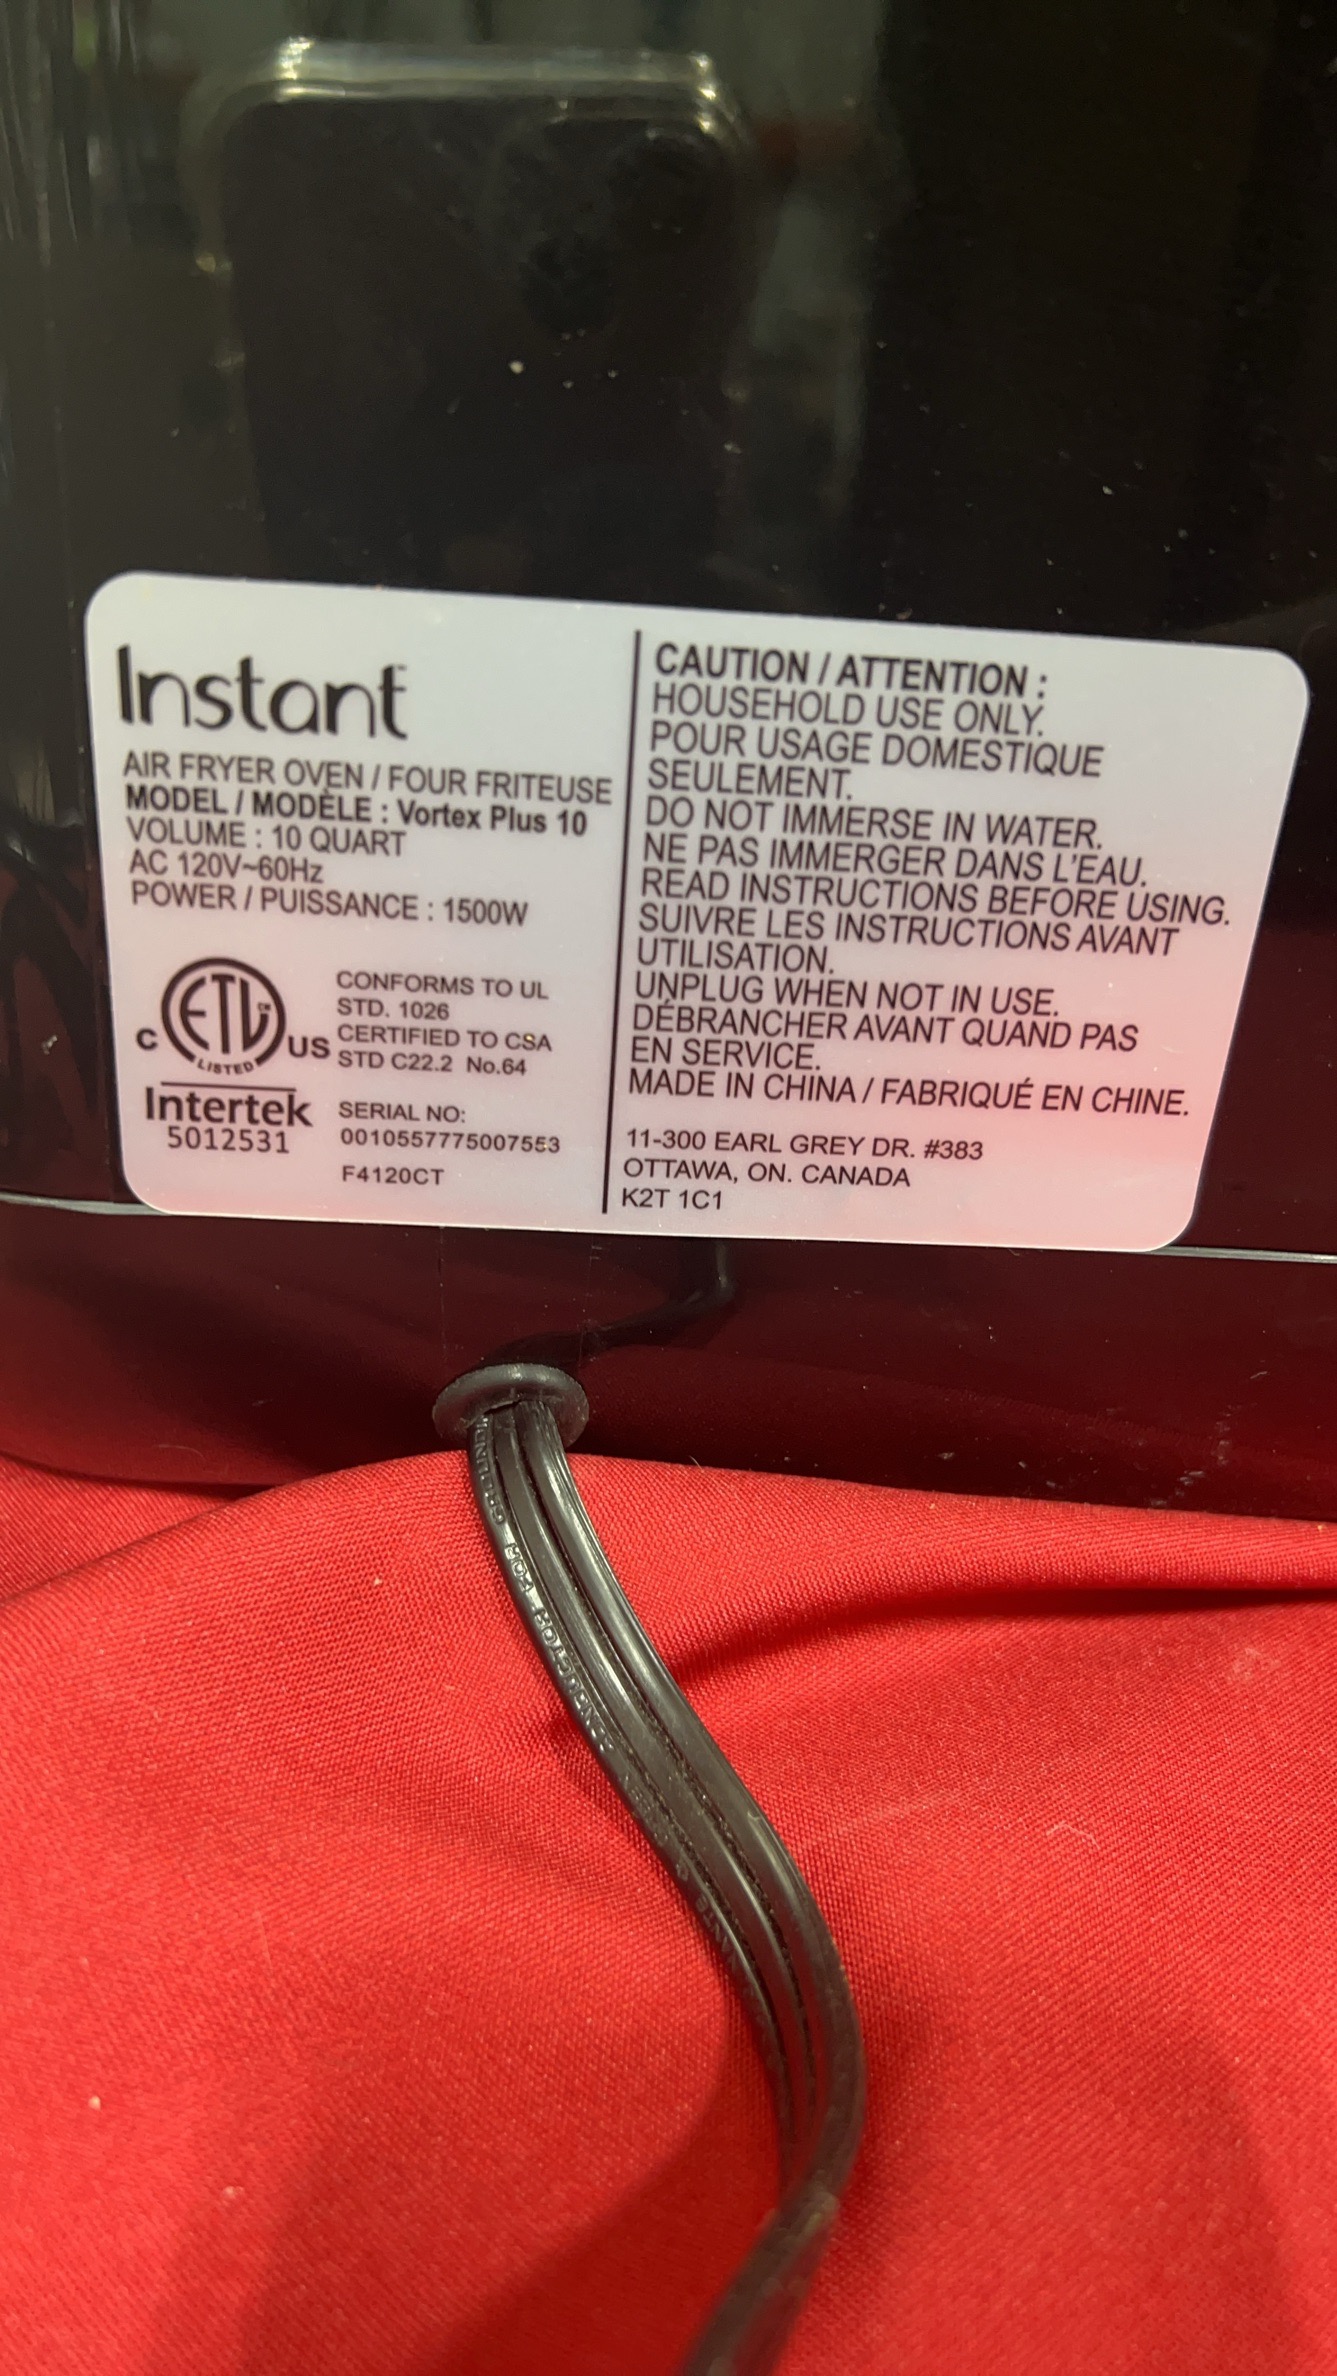 Instant
AIR FRYER OVEN / FOUR FRITEUSE
MODEL / MODÈLE : Vortex Plus 10
VOLUME : 10 QUART
AC 120V~60Hz
POWER / PUISSANCE : 1500W
ETL
LISTED
C
US
CONFORMS TO UL
STD. 1026
CERTIFIED TO CSA
STD C22.2 No.64
Intertek
5012531
SERIAL NO:
0010557775007553
F4120CT
CAUTION / ATTENTION :
HOUSEHOLD USE ONLY.
POUR USAGE DOMESTIQUE
SEULEMENT.
DO NOT IMMERSE IN WATER.
NE PAS IMMERGER DANS L'EAU.
READ INSTRUCTIONS BEFORE USING.
SUIVRE LES INSTRUCTIONS AVANT
UTILISATION.
UNPLUG WHEN NOT IN USE.
DÉBRANCHER AVANT QUAND PAS
EN SERVICE.
MADE IN CHINA / FABRIQUÉ EN CHINE.
11-300 EARL GREY DR. #383
OTTAWA, ON. CANADA
K2T 1C1